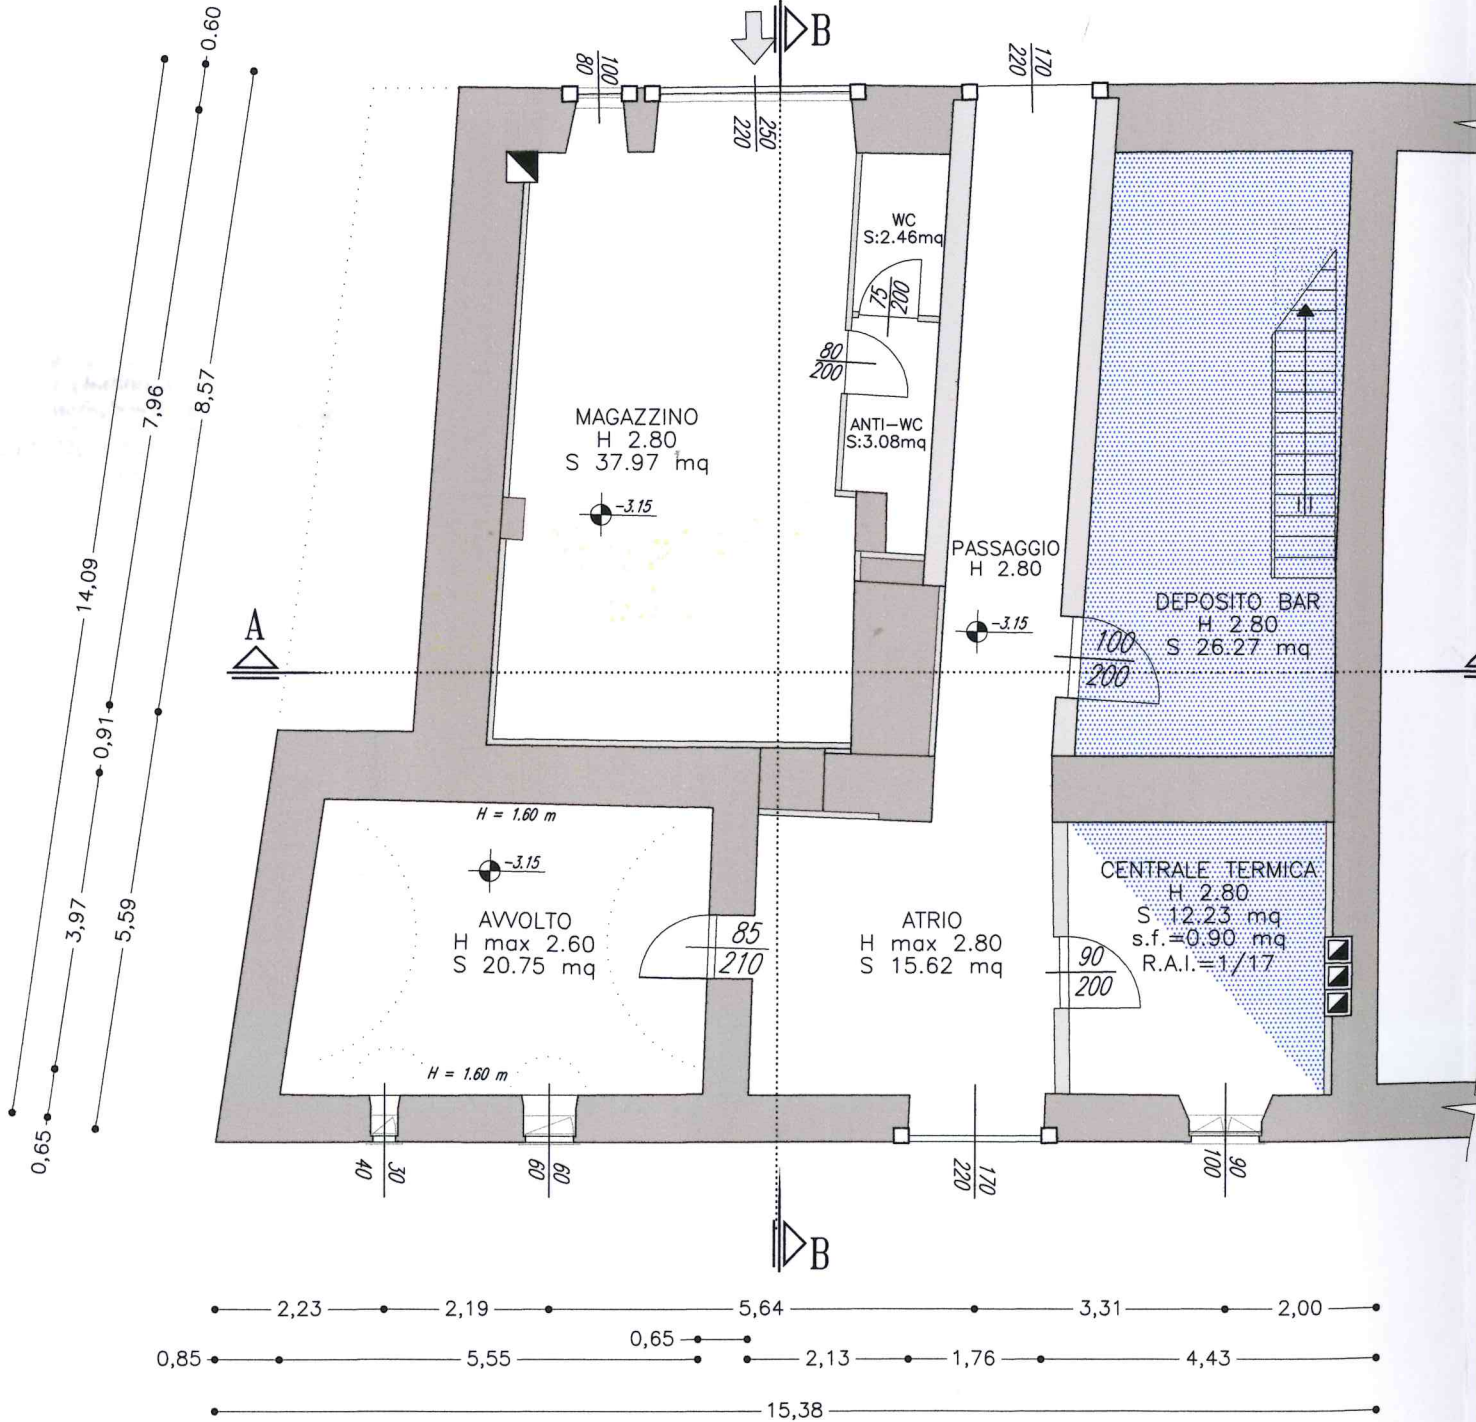 0.60
B
100
80
250
220
170
220
WC
S:2.46mq
75
200
80
200
7,96
8,57
MAGAZZINO
H 2.80
S 37.97 mq
ANTI-WC
S:3.08mq
-3.15
PASSAGGIO
H 2.80
14,09
DEPOSITO BAR
H 2.80
S 26.27 mq
A
-3.15
100
200
0,91
H = 1.60 m
-3.15
CENTRALE TERMICA
H 2.80
S 12.23 mq
s.f.=0.90 mq
R.A.I.=1/17
3,97
5,59
AVVOLTO
H max 2.60
S 20.75 mq
85
210
ATRIO
H max 2.80
S 15.62 mq
90
200
H = 1.60 m
0,65
30
40
60
60
170
220
90
100
B
2,23
2,19
5,64
3,31
2,00
0,65
0,85
5,55
2,13
1,76
4,43
15,38